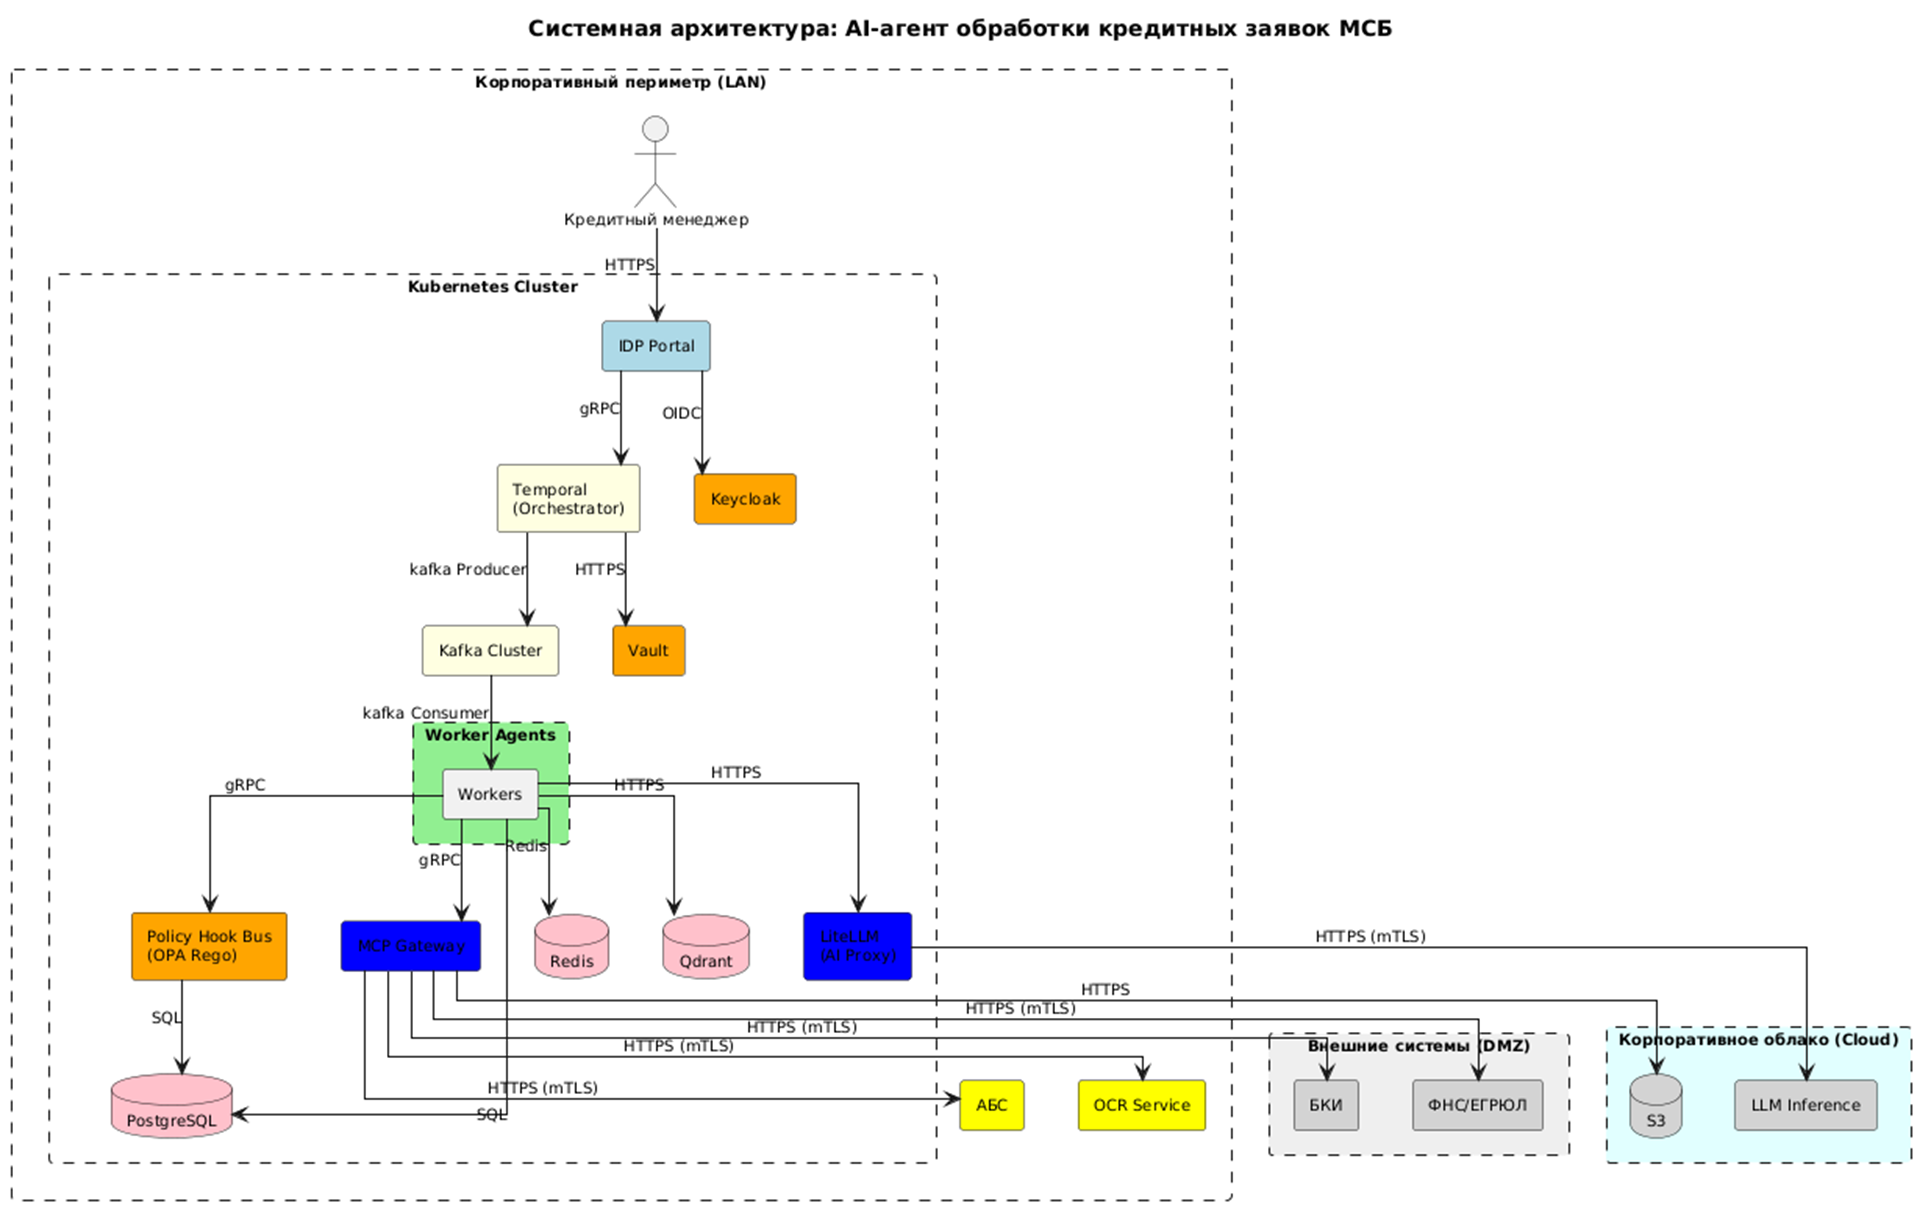 Системная архитектура: AI-агент обработки кредитных заявок МСБ
Корпоративный периметр (LAN)
Кредитный менеджер
HTTPS
Kubernetes Cluster
IDP Portal
gRPC
OIDC
Temporal
(Orchestrator)
Keycloak
kafka Producer
HTTPS
Kafka Cluster
Vault
kafka Consumer
Worker Agents
Workers
gRPC
HTTPS
HTTPS
Redis
gRPC
Policy Hook Bus
(OPA Rego)
MCP Gateway
Redis
Qdrant
LiteLLM
(AI Proxy)
HTTPS (mTLS)
HTTPS
HTTPS (mTLS)
HTTPS (mTLS)
HTTPS (mTLS)
HTTPS (mTLS)
SQL
SQL
PostgreSQL
АБС
OCR Service
Внешние системы (DMZ)
БКИ
ФНС/ЕГРЮЛ
Корпоративное облако (Cloud)
S3
LLM Inference